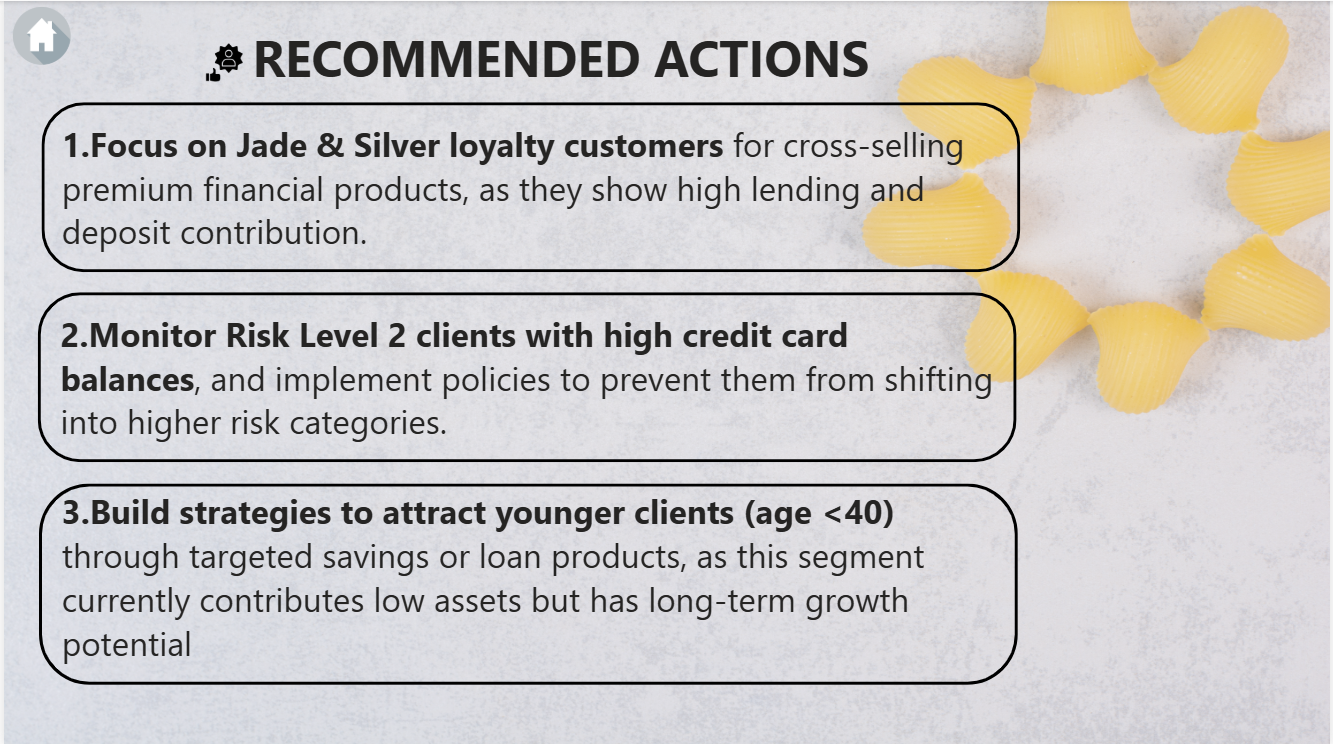 RECOMMENDED ACTIONS
1.Focus on Jade & Silver loyalty customers for cross-selling
premium financial products, as they show high lending and
deposit contribution.
2.Monitor Risk Level 2 clients with high credit card
balances, and implement policies to prevent them from shifting
into higher risk categories.
3.Build strategies to attract younger clients (age <40)
through targeted savings or loan products, as this segment
currently contributes low assets but has long-term growth
potential